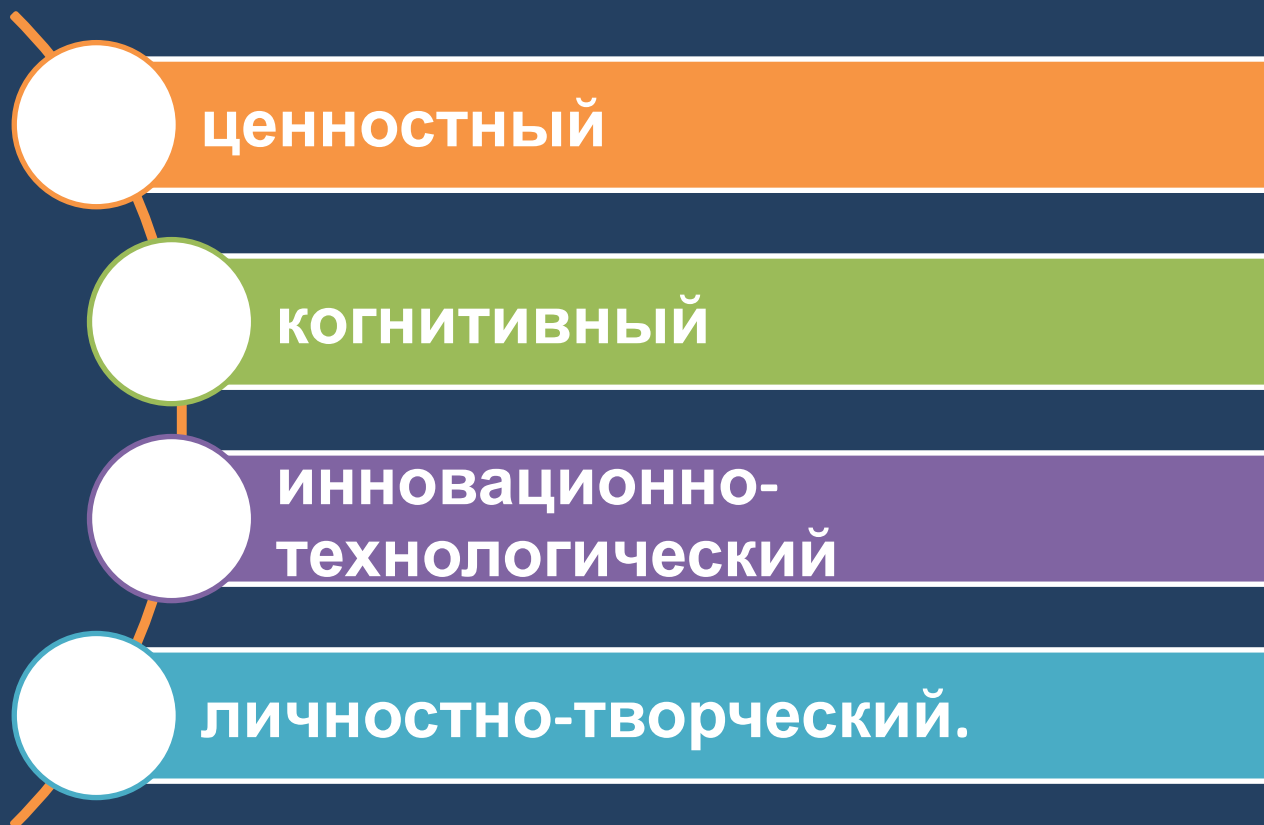 ценностный
когнитивный
инновационно-
технологический
личностно-творческий.